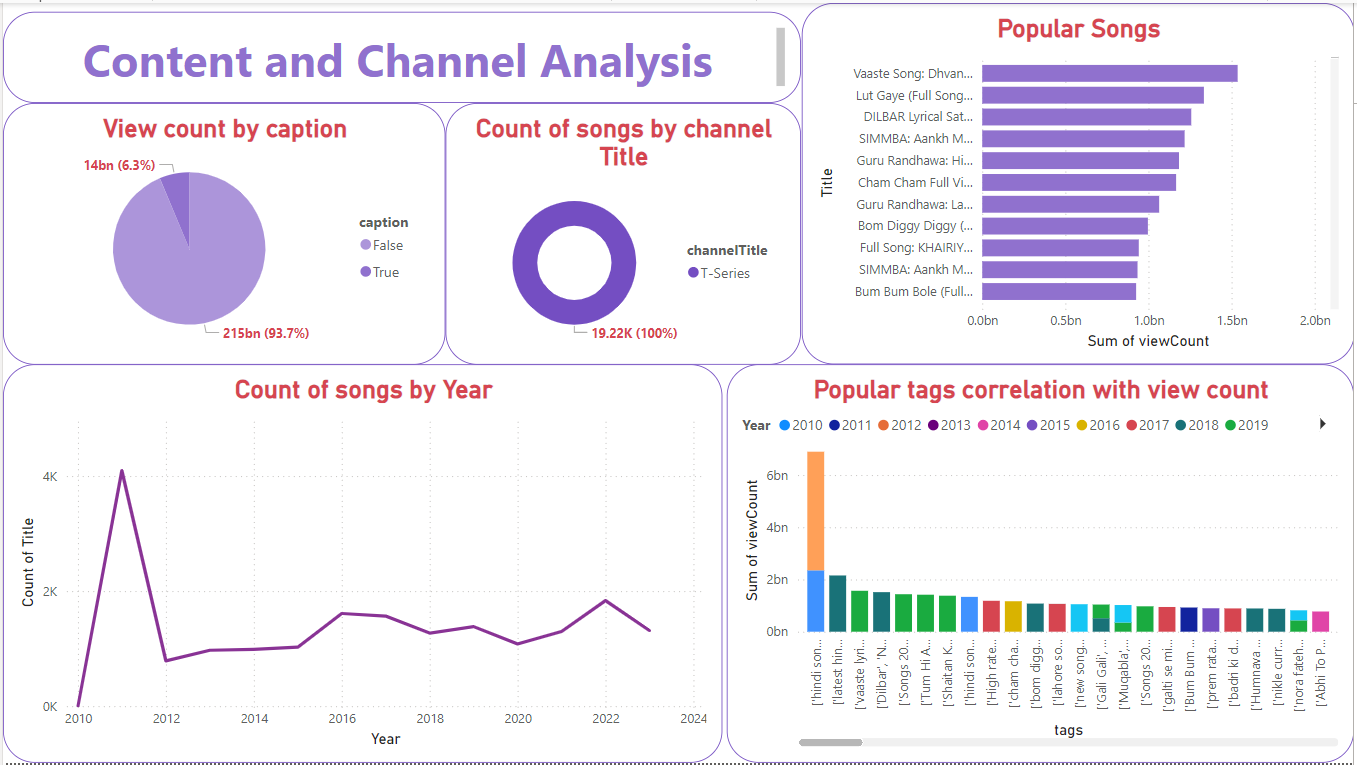 Content and Channel Analysis
View count by caption
14bn (6.3%)
215bn (93.7%)
caption
False
True
Count of songs by channel
Title
19.22K (100%)
channelTitle
T-Series
Popular Songs
Title
Vaaste Song: Dhvan...
Lut Gaye (Full Song...
DILBAR Lyrical Sat...
SIMMBA: Aankh M...
Guru Randhawa: Hi...
Cham Cham Full Vi...
Guru Randhawa: La...
Bom Diggy Diggy (...
Full Song: KHAIRIY...
SIMMBA: Aankh M...
Bum Bum Bole (Full...
0.0bn 0.5bn 1.0bn 1.5bn 2.0bn
Sum of viewCount
Count of songs by Year
Count of Title
4K
2K
0K
2010 2012 2014 2016 2018 2020 2022 2024
Year
Popular tags correlation with view count
Year 2010 2011 2012 2013 2014 2015 2016 2017 2018 2019
Sum of viewCount
6bn
4bn
2bn
0bn
['hindi son...
['latest hin...
['vaaste lyri...
['Dilbar', 'N...
['Songs 20...
['Tum Hi A...
['Shaitan K...
['hindi son...
['High rate...
['cham cha...
['bom digg...
['lahore so...
['new song...
['Gali Gali', ...
['Muqabla',...
['Songs 20...
['galti se mi...
['Bum Bum ...
['prem rata...
['badri ki d...
['Humnava ...
['nikle curr...
['nora fateh...
['Abhi To P...
tags